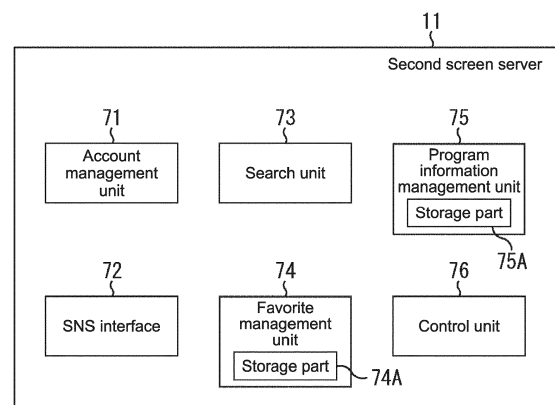 11
Second screen server
71
73
75
Account
management
unit
Search unit
Program
information
management unit
Storage part
75A
72
74
76
SNS interface
Favorite
management
unit
Storage part
74A
Control unit